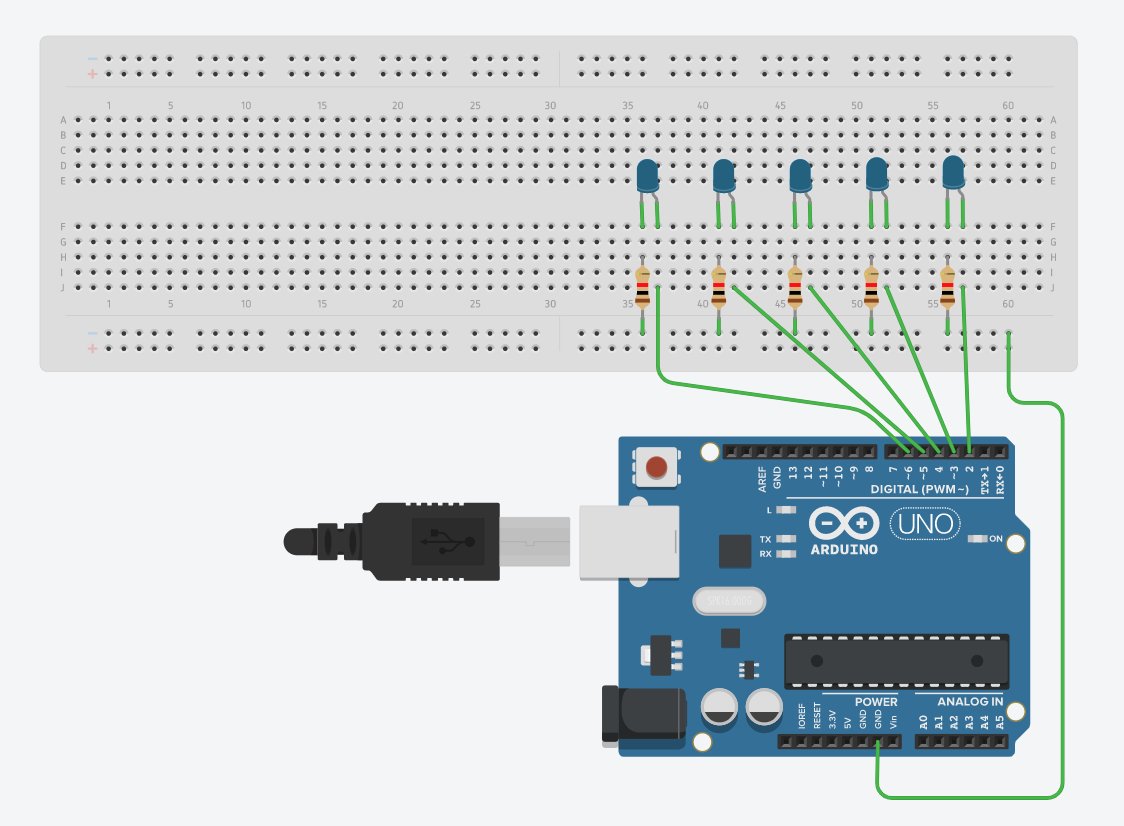 − −
+ +
1 5 10 15 20 25 30 35 40 45 50 55 60
A A
B B
C C
D D
E E
F F
G G
H H
I I
J J
1 5 10 15 20 25 30 35 40 45 50 55 60
− −
+ +
AREF GND 13 12 ~11 ~10 ~9 8 7 ~6 ~5 4 ~3 2 TX→1 RX←0
DIGITAL (PWM~)
L
UNO
TX
RX
ARDUINO
ON
POWER
ANALOG IN
IOREF RESET 3.3V 5V GND GND Vin A0 A1 A2 A3 A4 A5